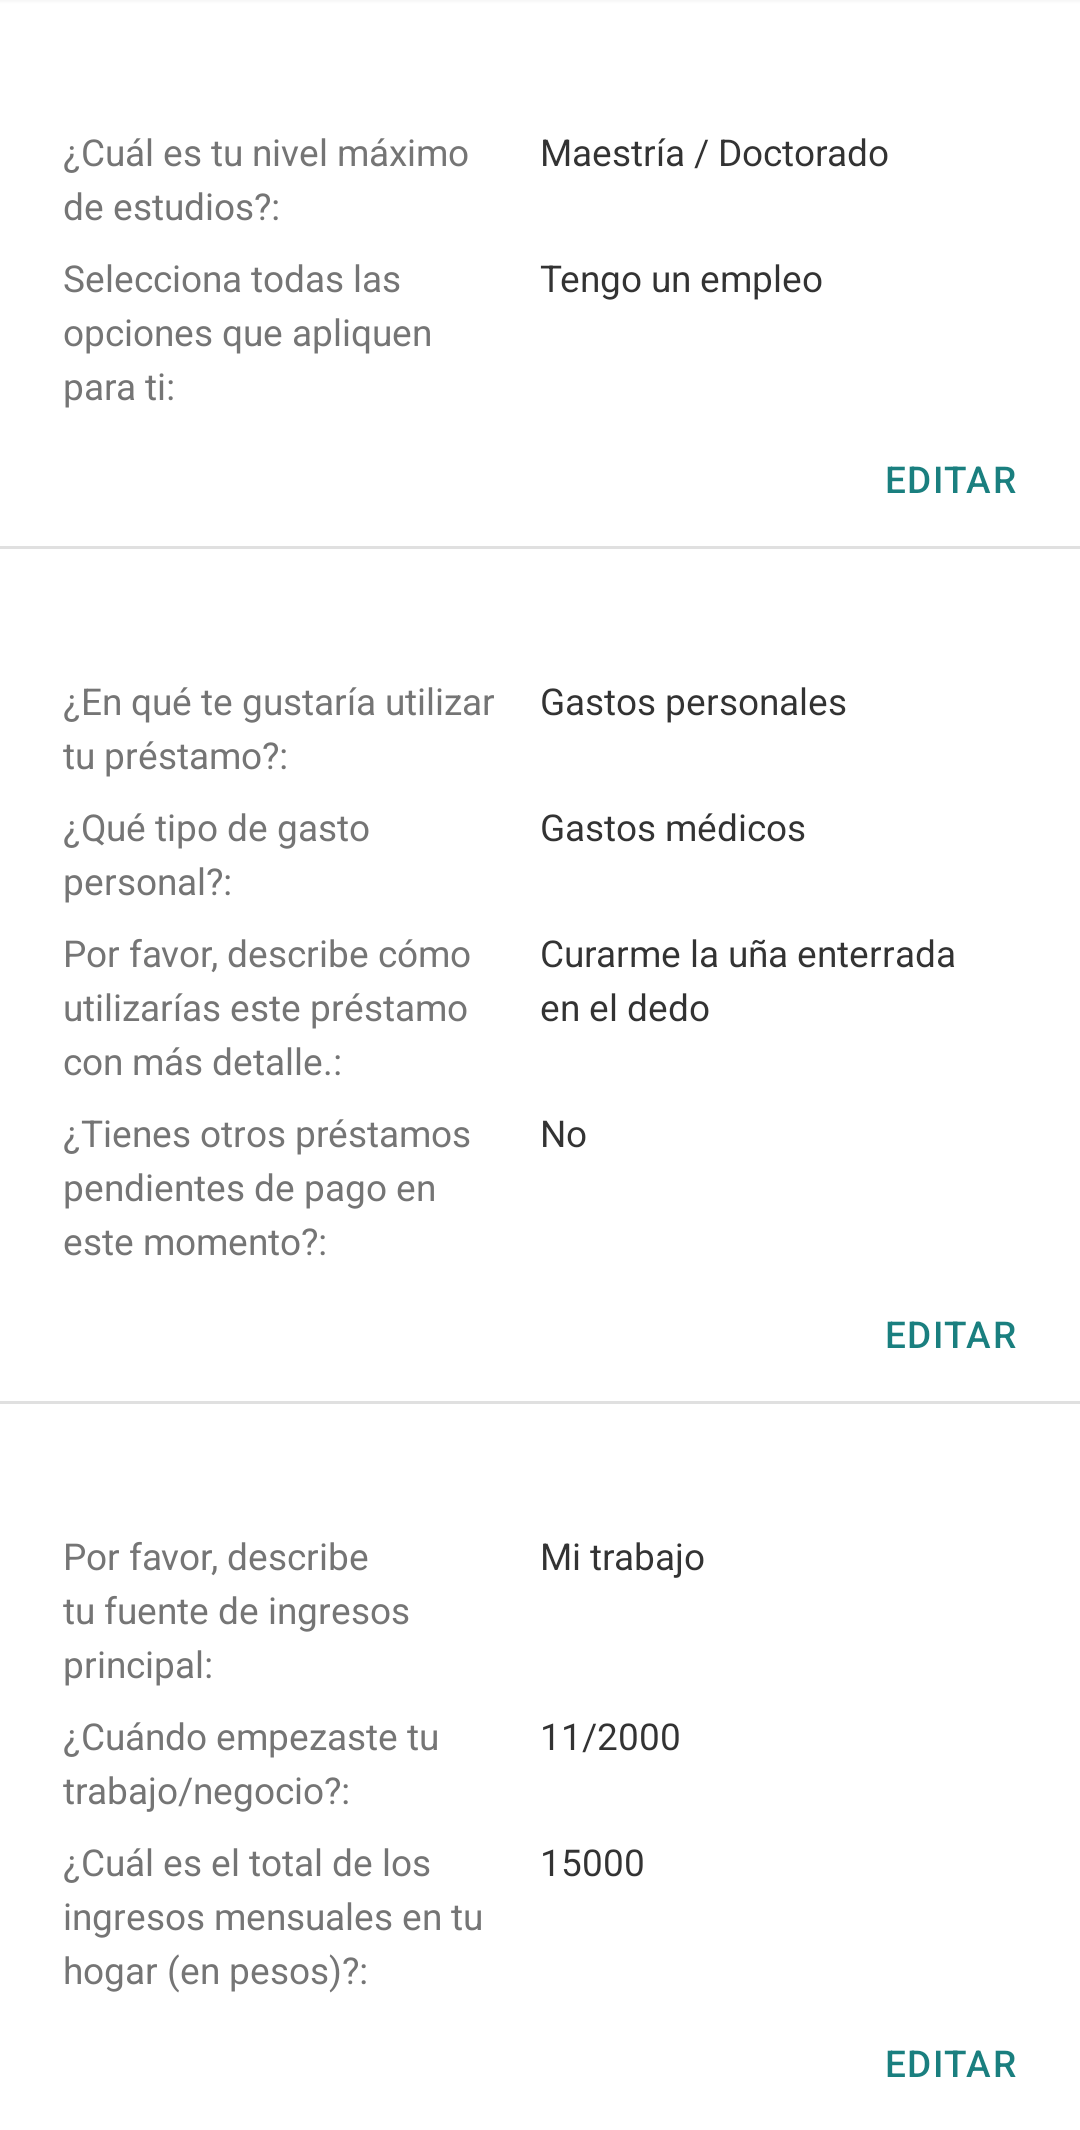 ¿Cuál es tu nivel máximo
de estudios?:
Maestría / Doctorado
Selecciona todas las
opciones que apliquen
para ti:
Tengo un empleo
EDITAR
¿En qué te gustaría utilizar
tu préstamo?:
Gastos personales
¿Qué tipo de gasto
personal?:
Gastos médicos
Por favor, describe cómo
utilizarías este préstamo
con más detalle.:
Curarme la uña enterrada
en el dedo
¿Tienes otros préstamos
pendientes de pago en
este momento?:
No
EDITAR
Por favor, describe
tu fuente de ingresos
principal:
Mi trabajo
¿Cuándo empezaste tu
trabajo/negocio?:
11/2000
¿Cuál es el total de los
ingresos mensuales en tu
hogar (en pesos)?:
15000
EDITAR